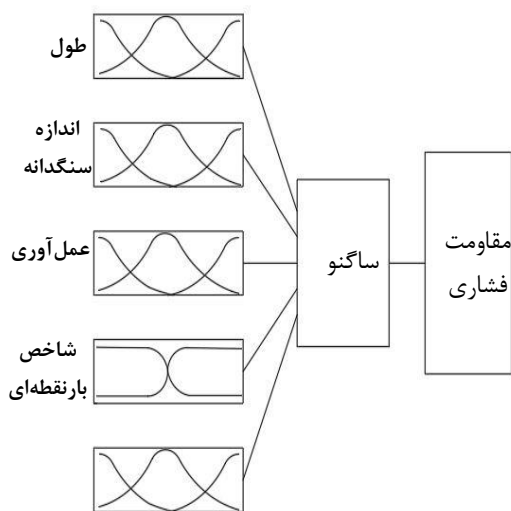 طول
اندازه
سنگدانه
عمل‌آوری
شاخص
بارنقطه‌ای
ساگنو
مقاومت
فشاری